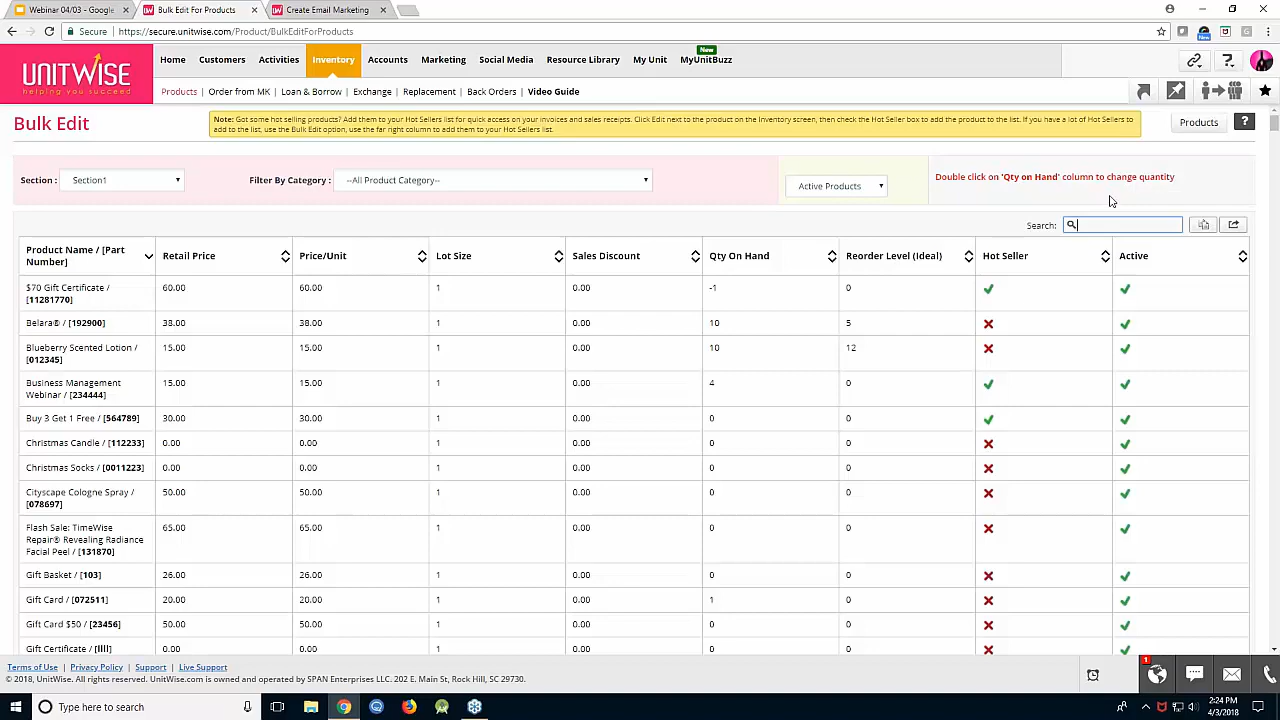 Webinar 04/03 - Google
Bulk Edit For Products
Create Email Marketing
Secure
https://secure.unitwise.com/Product/BulkEditForProducts
New
UNITWISE
helping you succeed
Home
Customers
Activities
Inventory
Accounts
Marketing
Social Media
Resource Library
My Unit
MyUnitBuzz
New
Products | Order from MK | Loan & Borrow | Exchange | Replacement | Back Orders | Video Guide
Bulk Edit
Note: Got some hot selling products? Add them to your Hot Sellers list for quick access on your invoices and sales receipts. Click Edit next to the product on the Inventory screen, then check the Hot Seller box to add the product to the list. If you have a lot of Hot Sellers to
add to the list, use the Bulk Edit option, use the far right column to add them to your Hot Sellers list.
Products
?
Section : Section1
Filter By Category : --All Product Category--
Active Products
Double click on 'Qty on Hand' column to change quantity
Search:
Product Name / [Part
Number]
Retail Price
Price/Unit
Lot Size
Sales Discount
Qty On Hand
Reorder Level (Ideal)
Hot Seller
Active
$70 Gift Certificate /
[11281770]
60.00 60.00 1 0.00 -1 0
Belara® / [192900] 38.00 38.00 1 0.00 10 5
Blueberry Scented Lotion /
[012345]
15.00 15.00 1 0.00 10 12
Business Management
Webinar / [234444]
15.00 15.00 1 0.00 4 0
Buy 3 Get 1 Free / [564789] 30.00 30.00 1 0.00 0 0
Christmas Candle / [112233] 0.00 0.00 1 0.00 0 0
Christmas Socks / [0011223] 0.00 0.00 1 0.00 0 0
Cityscape Cologne Spray /
[078697]
50.00 50.00 1 0.00 0 0
Flash Sale: TimeWise
Repair® Revealing Radiance
Facial Peel / [131870]
65.00 65.00 1 0.00 0 0
Gift Basket / [103] 26.00 26.00 1 0.00 0 0
Gift Card / [072511] 20.00 20.00 1 0.00 1 0
Gift Card $50 / [23456] 50.00 50.00 1 0.00 0 0
Gift Certificate / [llll] 0.00 0.00 1 0.00 0 0
Terms of Use | Privacy Policy | Support | Live Support
© 2018, UnitWise. All rights reserved. UnitWise.com is owned and operated by SPAN Enterprises LLC. 202 E. Main St, Rock Hill, SC 29730.
1
Type here to search
2:24 PM
4/3/2018